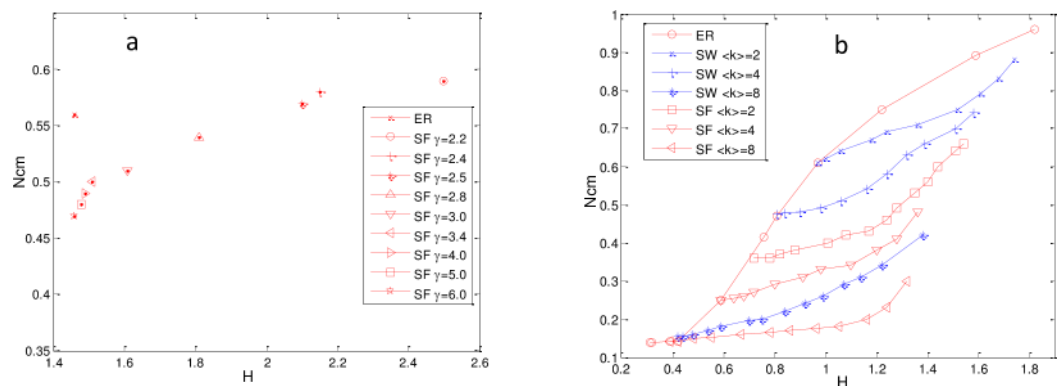 a
Ncm
0.6
0.55
0.5
0.45
0.4
0.35
1.4
1.6
1.8
2
2.2
2.4
2.6
H
ER
SF γ=2.2
SF γ=2.4
SF γ=2.5
SF γ=2.8
SF γ=3.0
SF γ=3.4
SF γ=4.0
SF γ=5.0
SF γ=6.0
b
Ncm
1
0.9
0.8
0.7
0.6
0.5
0.4
0.3
0.2
0.1
0.2
0.4
0.6
0.8
1
1.2
1.4
1.6
1.8
H
ER
SW <k>=2
SW <k>=4
SW <k>=8
SF <k>=2
SF <k>=4
SF <k>=8